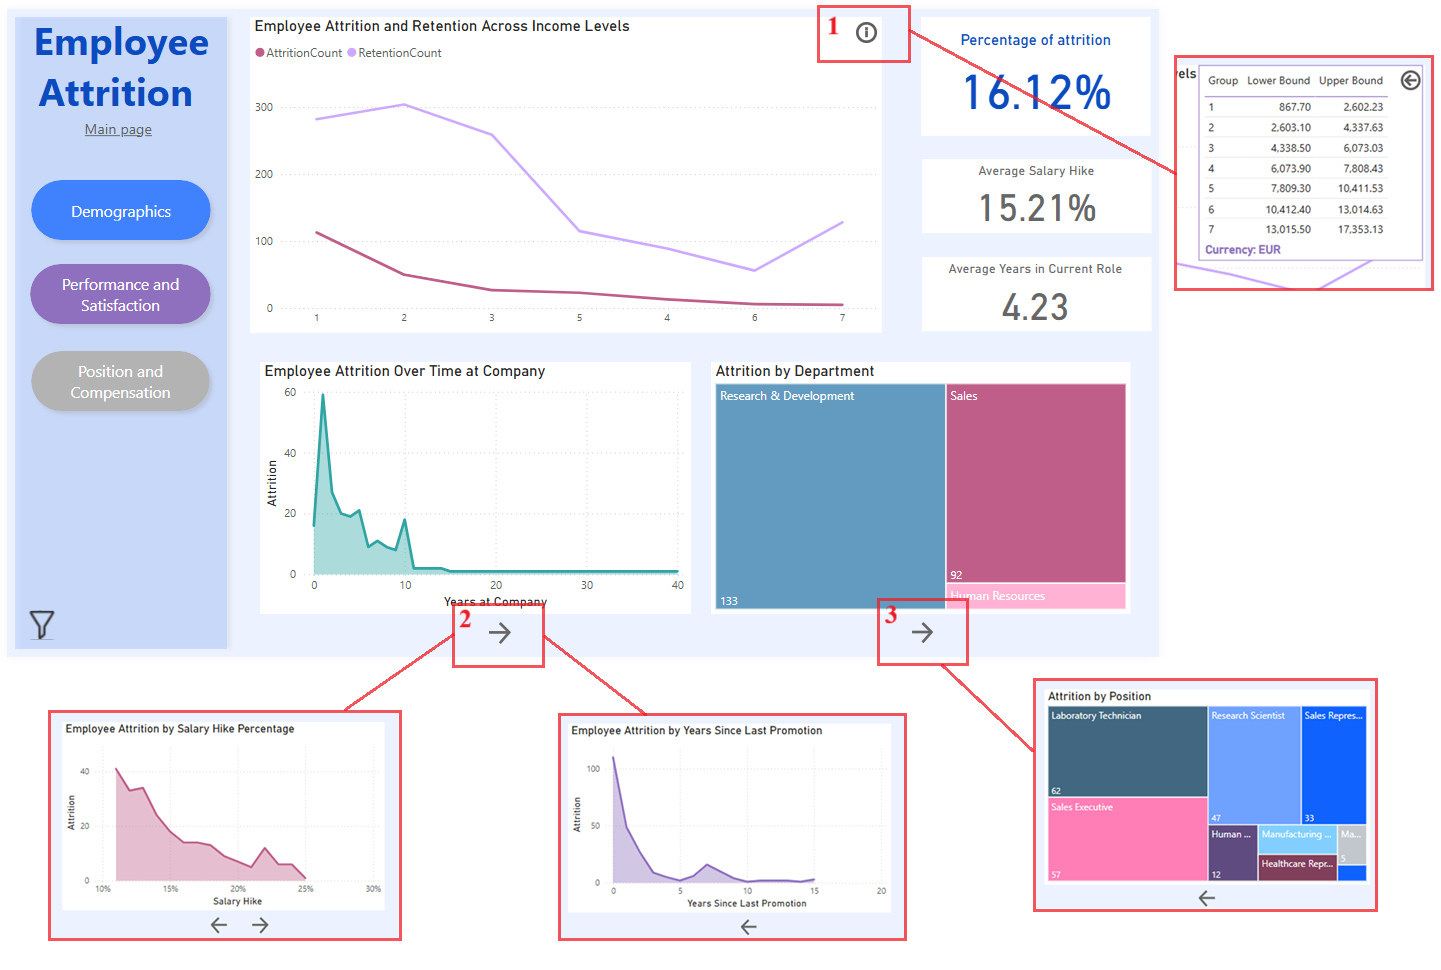 Employee
Attrition
Main page
Demographics
Performance and
Satisfaction
Position and
Compensation
Employee Attrition and Retention Across Income Levels
AttritionCount RetentionCount
300
200
100
0
1 2 3 5 4 6 7
1
Percentage of attrition
16.12%
Average Salary Hike
15.21%
Average Years in Current Role
4.23
vels
Group Lower Bound Upper Bound
1 867.70 2,602.23
2 2,603.10 4,337.63
3 4,338.50 6,073.03
4 6,073.90 7,808.43
5 7,809.30 10,411.53
6 10,412.40 13,014.63
7 13,015.50 17,353.13
Currency: EUR
Employee Attrition Over Time at Company
Attrition
60
40
20
0
0 10 20 30 40
Years at Company
2
Attrition by Department
Research & Development
133
Sales
92
Human Resources
3
Employee Attrition by Salary Hike Percentage
Attrition
40
20
0
10% 15% 20% 25% 30%
Salary Hike
Employee Attrition by Years Since Last Promotion
Attrition
100
50
0
0 5 10 15 20
Years Since Last Promotion
Attrition by Position
Laboratory Technician
62
Sales Executive
57
Research Scientist
47
Sales Repres...
33
Human ...
12
Manufacturing ...
Healthcare Repr...
Ma...
5